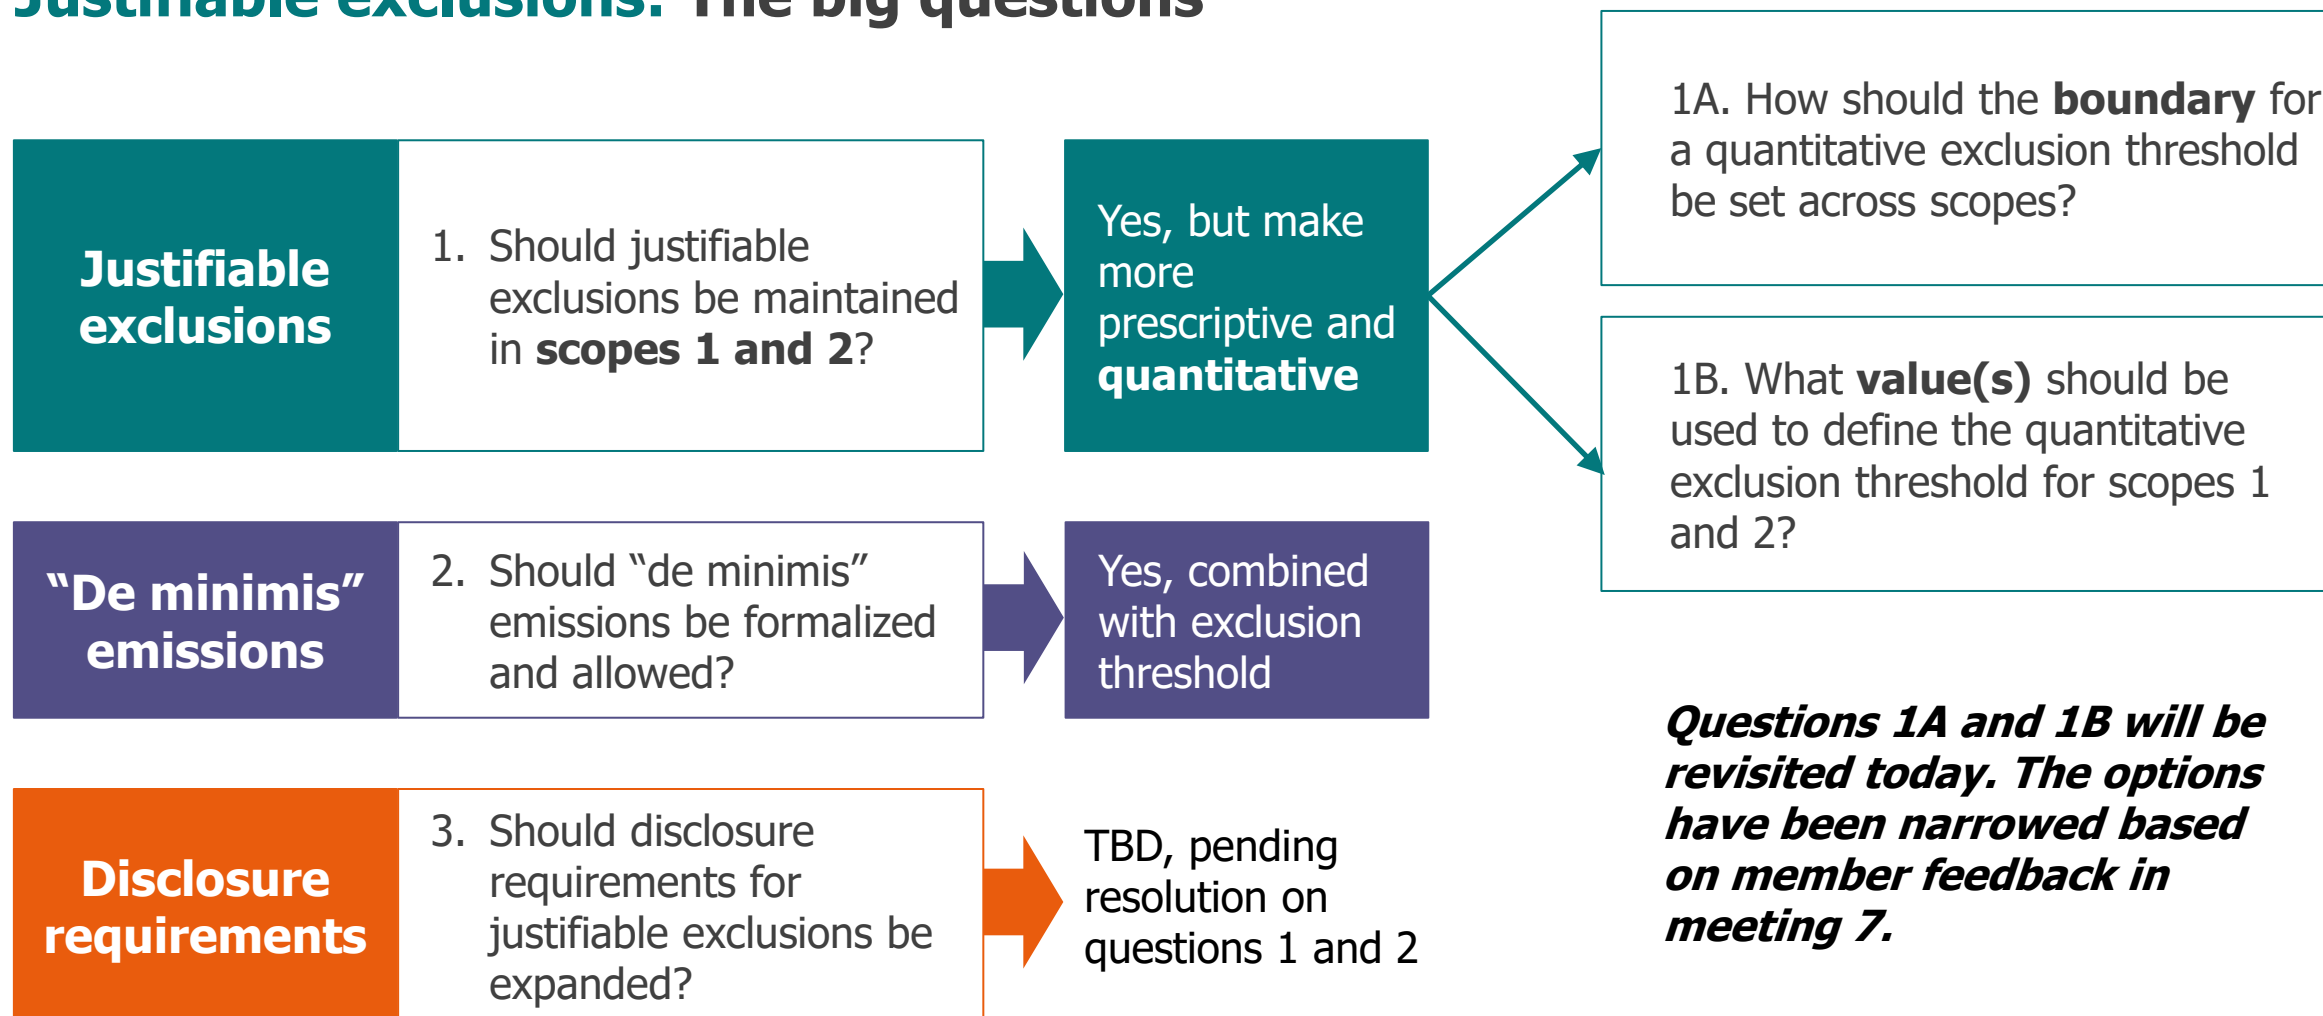 Justifiable exclusions: The big questions
Justifiable
exclusions
1. Should justifiable
exclusions be maintained
in scopes 1 and 2?
Yes, but make
more
prescriptive and
quantitative
1A. How should the boundary for
a quantitative exclusion threshold
be set across scopes?
1B. What value(s) should be
used to define the quantitative
exclusion threshold for scopes 1
and 2?
“De minimis”
emissions
2. Should “de minimis”
emissions be formalized
and allowed?
Yes, combined
with exclusion
threshold
Disclosure
requirements
3. Should disclosure
requirements for
justifiable exclusions be
expanded?
TBD, pending
resolution on
questions 1 and 2
Questions 1A and 1B will be
revisited today. The options
have been narrowed based
on member feedback in
meeting 7.